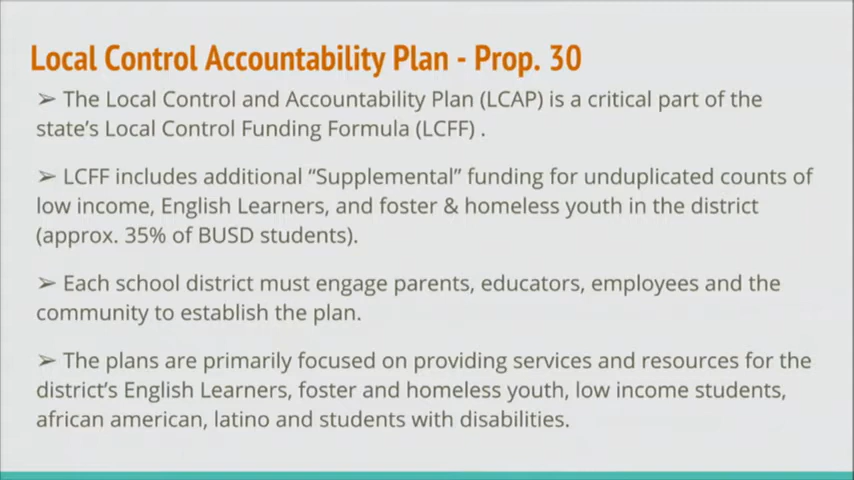 Local Control Accountability Plan - Prop. 30
➢ The Local Control and Accountability Plan (LCAP) is a critical part of the
state's Local Control Funding Formula (LCFF) .
➢ LCFF includes additional “Supplemental” funding for unduplicated counts of
low income, English Learners, and foster & homeless youth in the district
(approx. 35% of BUSD students).
➢ Each school district must engage parents, educators, employees and the
community to establish the plan.
➢ The plans are primarily focused on providing services and resources for the
district's English Learners, foster and homeless youth, low income students,
african american, latino and students with disabilities.